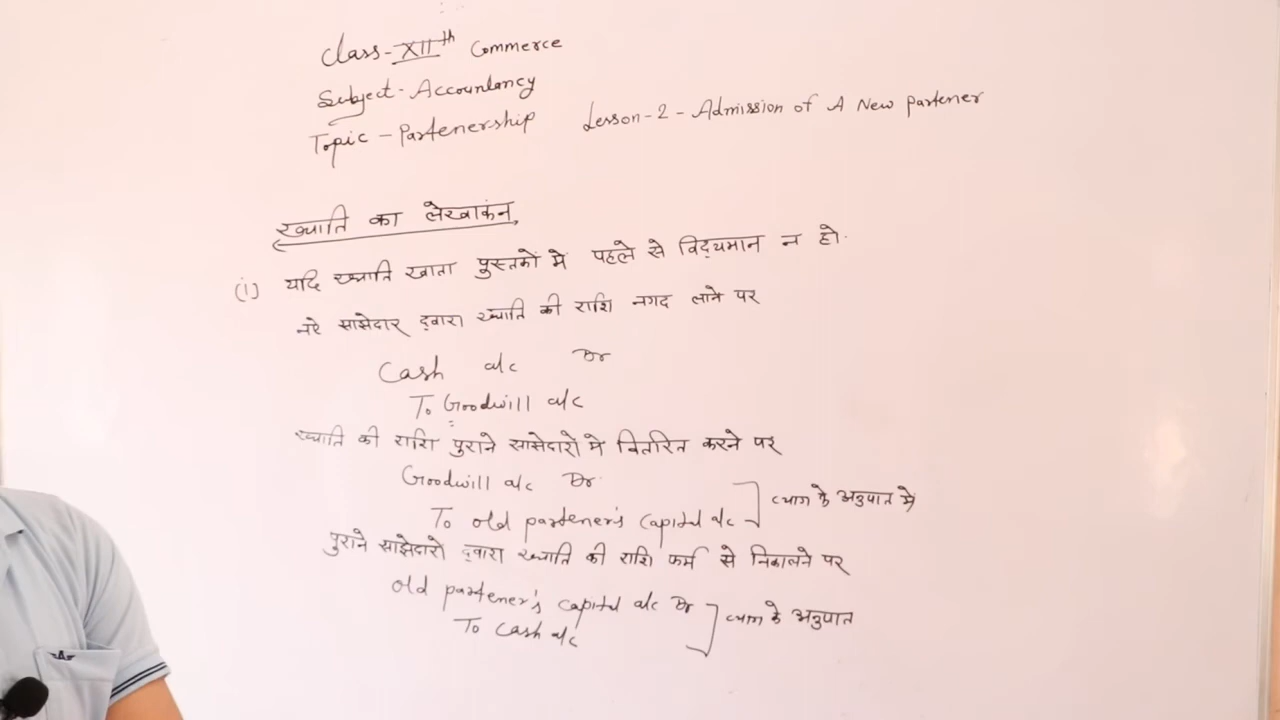 Class-XIIth Commerce
Subject-Accountancy
Topic-Partenership Lesson-2-Admission of A New Partener
ख्याति का लेखाकंन
(i) यदि ख्याति खाता पुस्तकों मे पहले से विद्यमान न हो.
नऐ साझेदार द्वारा ख्याति की राशि नगद लाने पर
Cash a/c Dr
To Goodwill a/c
ख्याति की राशि पुराने साझेदारों मे वितरित करने पर
Goodwill a/c Dr.
To old partener's capital a/c ] त्याग के अनुपात मे
पुराने साझेदारो द्वारा ख्याति की राशि फर्म से निकालने पर
old partener's capital a/c Dr ] त्याग के अनुपात
To Cash a/c